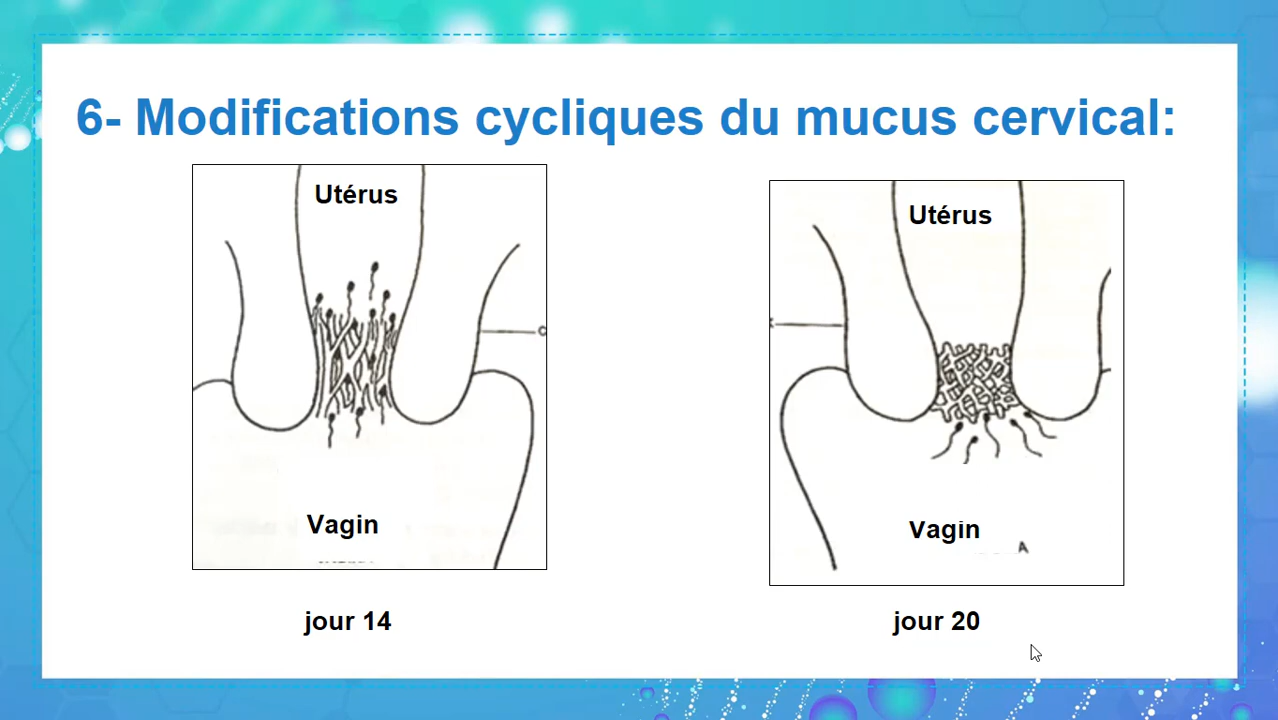 6- Modifications cycliques du mucus cervical:
Utérus
Vagin
jour 14
Utérus
Vagin
A
jour 20